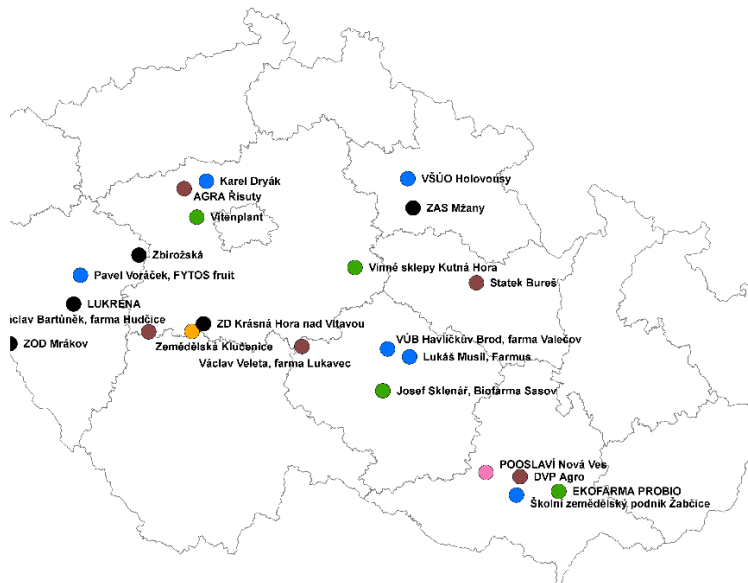 VŠÚO Holovousy
Karel Dryák
AGRA Řisuty
ZAS Mžany
Vitenplant
Zbirožská
Vinné sklepy Kutná Hora
Pavel Voráček, FYTOS fruit
Statek Bureš
LUKRENA
Bartůněk, farma Hudčice
ZD Krásná Hora nad Vltavou
ZOD Mrákov
Zemědělská Klučenice
VÚB Havlíčkův Brod, farma Valečov
Lukáš Musil, Farmus
Václav Veleta, farma Lukavec
Josef Sklenář, Biofarma Sasov
POOSLAVÍ Nová Ves
DVP Agro
EKOFARMA PROBIO
Školní zemědělský podnik Žabčice